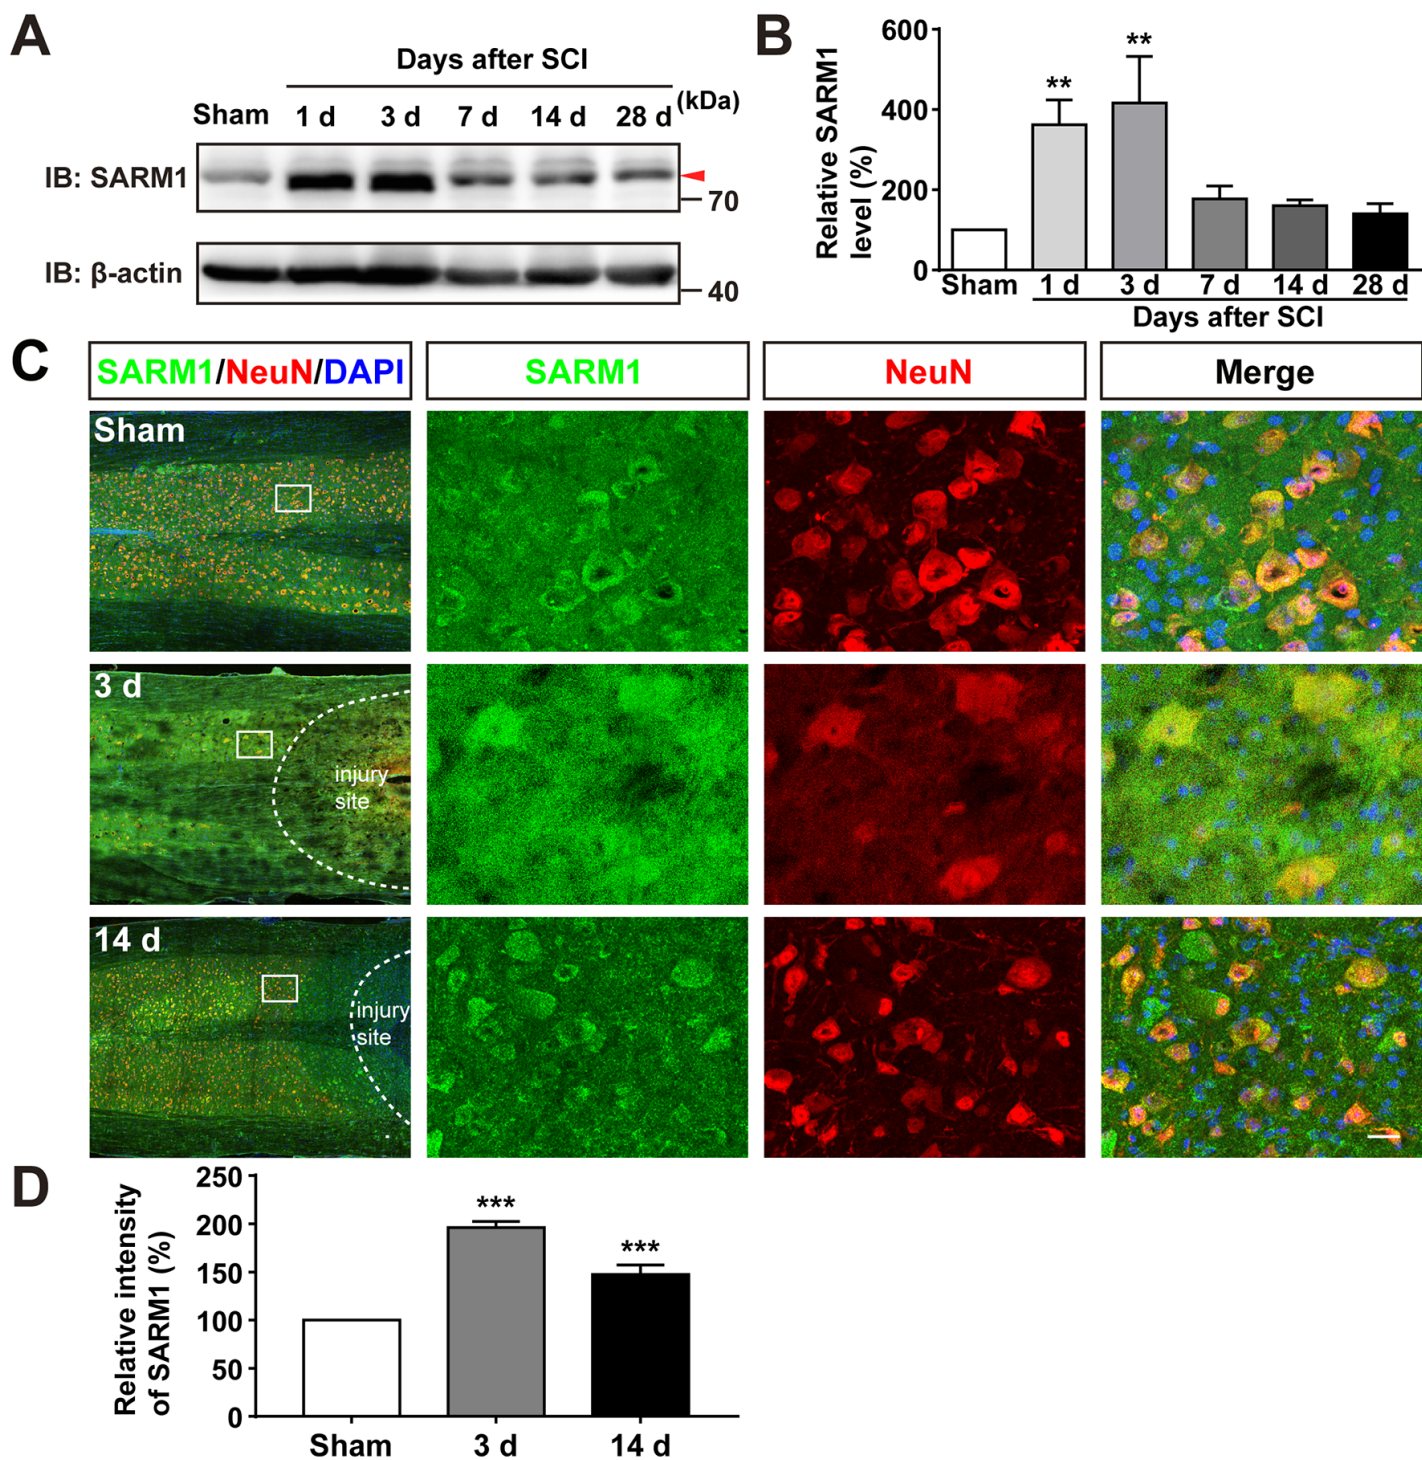 A
Days after SCI
Sham 1 d 3 d 7 d 14 d 28 d (kDa)
IB: SARM1
70
IB: β-actin
40
B
Relative SARM1
level (%)
600
400
200
0
** **
Sham 1 d 3 d 7 d 14 d 28 d
Days after SCI
C
SARM1/NeuN/DAPI SARM1 NeuN Merge
Sham
3 d
injury
site
14 d
injury
site
D
Relative intensity
of SARM1 (%)
250
200
150
100
50
0
*** ***
Sham 3 d 14 d